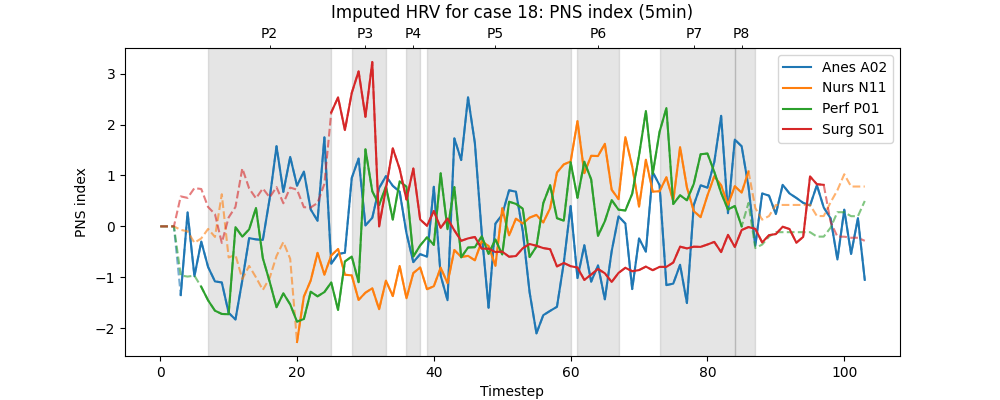 Imputed HRV for case 18: PNS index (5min)
P2 P3 P4 P5 P6 P7 P8
Anes A02
Nurs N11
Perf P01
Surg S01
3
2
1
0
−1
−2
PNS index
0 20 40 60 80 100
Timestep